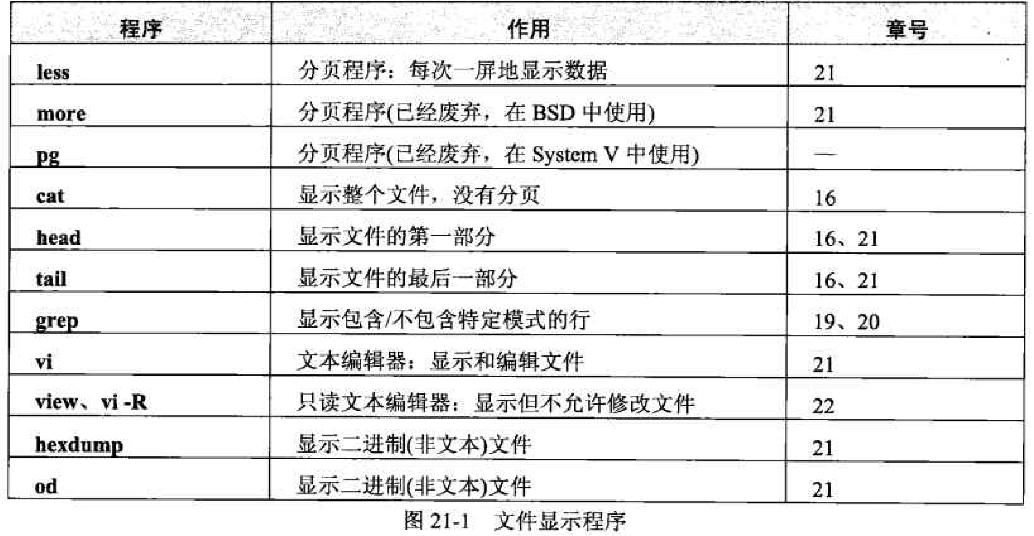 程序 作用 章号
less 分页程序：每次一屏地显示数据 21
more 分页程序(已经废弃，在 BSD 中使用) 21
pg 分页程序(已经废弃，在 System V 中使用) —
cat 显示整个文件，没有分页 16
head 显示文件的第一部分 16、21
tail 显示文件的最后一部分 16、21
grep 显示包含/不包含特定模式的行 19、20
vi 文本编辑器：显示和编辑文件 21
view、vi -R 只读文本编辑器：显示但不允许修改文件 22
hexdump 显示二进制(非文本)文件 21
od 显示二进制(非文本)文件 21
图 21-1 文件显示程序